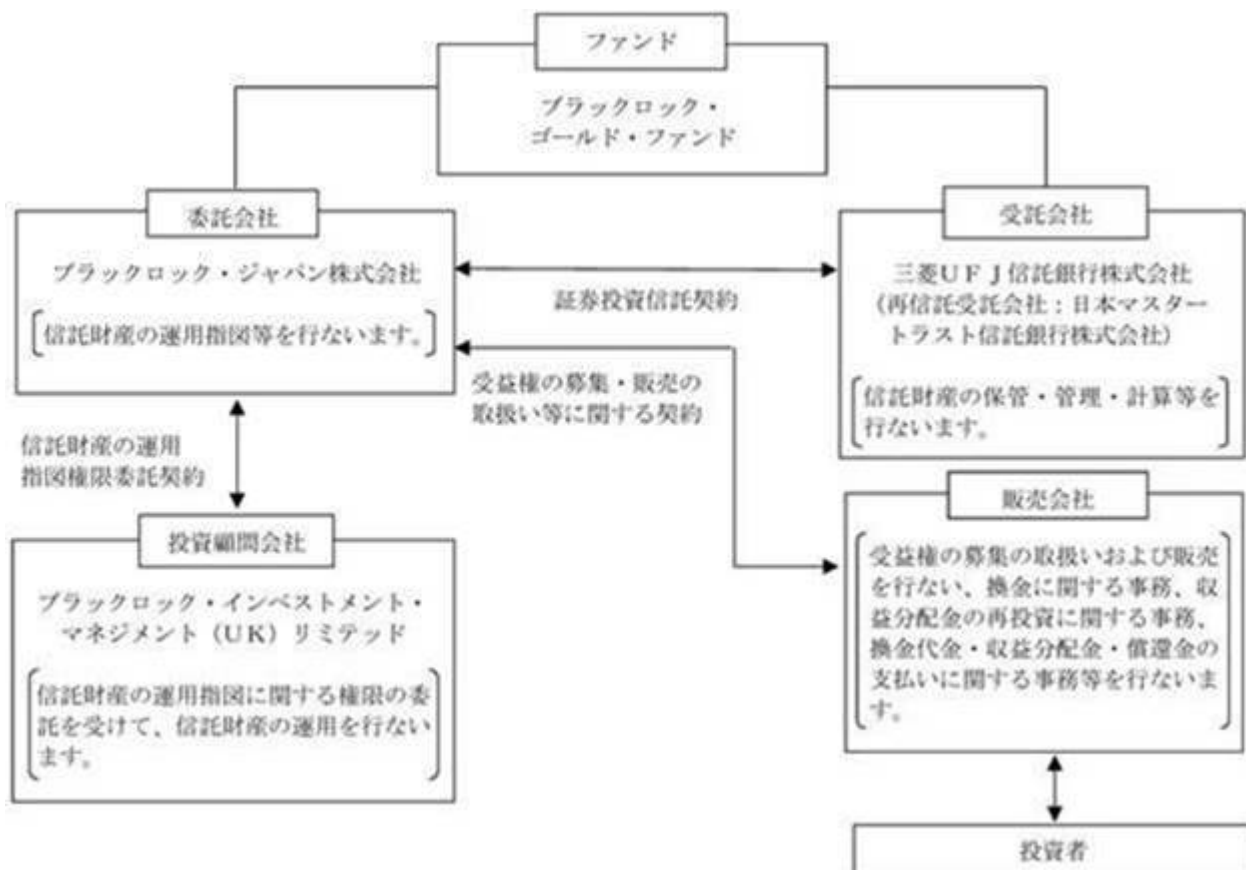 ファンド
ブラックロック・
ゴールド・ファンド
委託会社
ブラックロック・ジャパン株式会社
信託財産の運用指図等を行ないます。
受託会社
三菱ＵＦＪ信託銀行株式会社
（再信託受託会社：日本マスター
トラスト信託銀行株式会社）
信託財産の保管・管理・計算等を
行ないます。
証券投資信託契約
受益権の募集・販売の
取扱い等に関する契約
信託財産の運用
指図権限委託契約
投資顧問会社
ブラックロック・インベストメント・
マネジメント（ＵＫ）リミテッド
信託財産の運用指図に関する権限の委
託を受けて、信託財産の運用を行ない
ます。
販売会社
受益権の募集の取扱いおよび販売
を行ない、換金に関する事務、収
益分配金の再投資に関する事務、
換金代金・収益分配金・償還金の
支払いに関する事務等を行ないま
す。
投資者